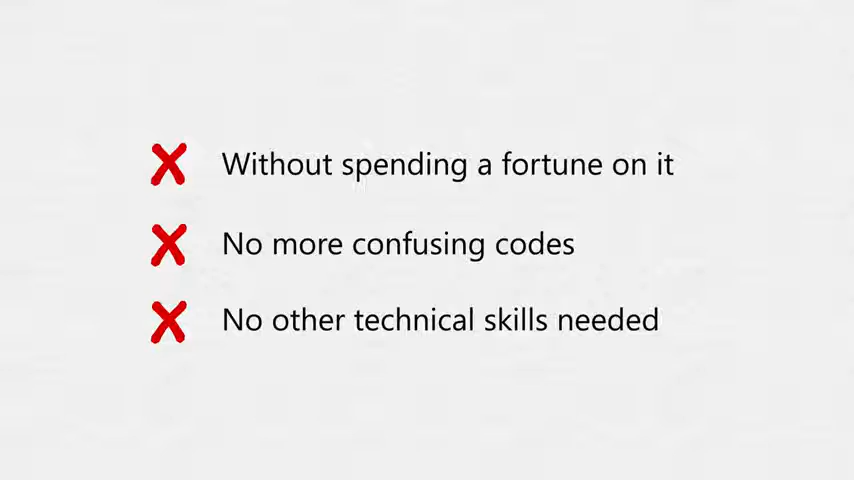 Without spending a fortune on it
No more confusing codes
No other technical skills needed